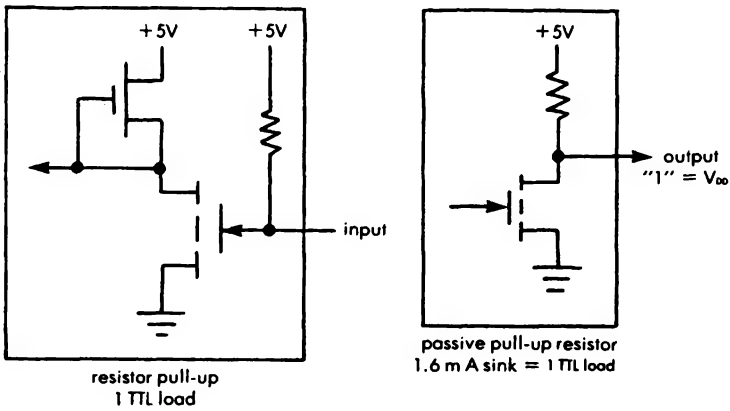 +5V
+5V
input
resistor pull-up
1 TTL load
+5V
output
"1" = VDD
passive pull-up resistor
1.6 m A sink = 1 TTL load